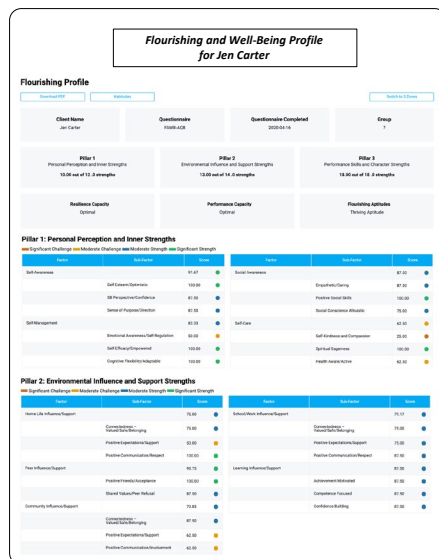 Flourishing and Well-Being Profile
for Jen Carter
Flourishing Profile
Download PDF
Habitudes
Switch to Z-Score
Client Name
Jen Carter
Questionnaire
Questionnaire Completed
2020-04-16
Group
7
Pillar 1
Personal Perception and Inner Strengths
10.00 out of 12 .0 strengths
Pillar 2
Environmental Influence and Support Strengths
13.00 out of 14 .0 strengths
Pillar 3
Performance Skills and Character Strengths
18.00 out of 18 .0 strengths
Resilience Capacity
Optimal
Performance Capacity
Optimal
Flourishing Aptitudes
Thriving Aptitude
Pillar 1: Personal Perception and Inner Strengths
Significant Challenge Moderate Challenge Moderate Strength Significant Strength
Factor Sub-Factor Score
Self-Awareness 91.67
Self Esteem/Optimism 100.00
SB Perspective/Confidence 87.50
Sense of Purpose/Direction 87.50
Self-Management 83.33
Emotional Awareness/Self-Regulation 50.00
Self-Efficacy/Empowered 100.00
Cognitive Flexibility/Adaptable 100.00
Factor Sub-Factor Score
Social Awareness 87.50
Empathetic/Caring 87.50
Positive Social Skills 100.00
Social Conscience Altruistic 75.00
Self-Care 62.50
Self-Kindness and Compassion 25.00
Spiritual Eagerness 100.00
Health Aware/Active 62.50
Pillar 2: Environmental Influence and Support Strengths
Significant Challenge Moderate Challenge Moderate Strength Significant Strength
Factor Sub-Factor Score
Home Life Influence/Support 75.00
Connectedness –
Valued/Safe/Belonging 75.00
Positive Expectations/Support 50.00
Positive Communication/Respect 100.00
Peer Influence/Support 93.75
Positive Friends/Acceptance 100.00
Shared Values/Peer Refusal 87.50
Community Influence/Support 70.83
Connectedness –
Valued/Safe/Belonging 87.50
Positive Expectations/Support 62.50
Positive Communication/Involvement 62.50
Factor Sub-Factor Score
School/Work Influence/Support 79.17
Connectedness –
Valued/Safe/Belonging 75.00
Positive Expectations/Support 75.00
Positive Communication/Respect 87.50
Learning Influence/Support 87.50
Achievement/Motivated 87.50
Competence Focused 87.50
Confidence Building 87.50